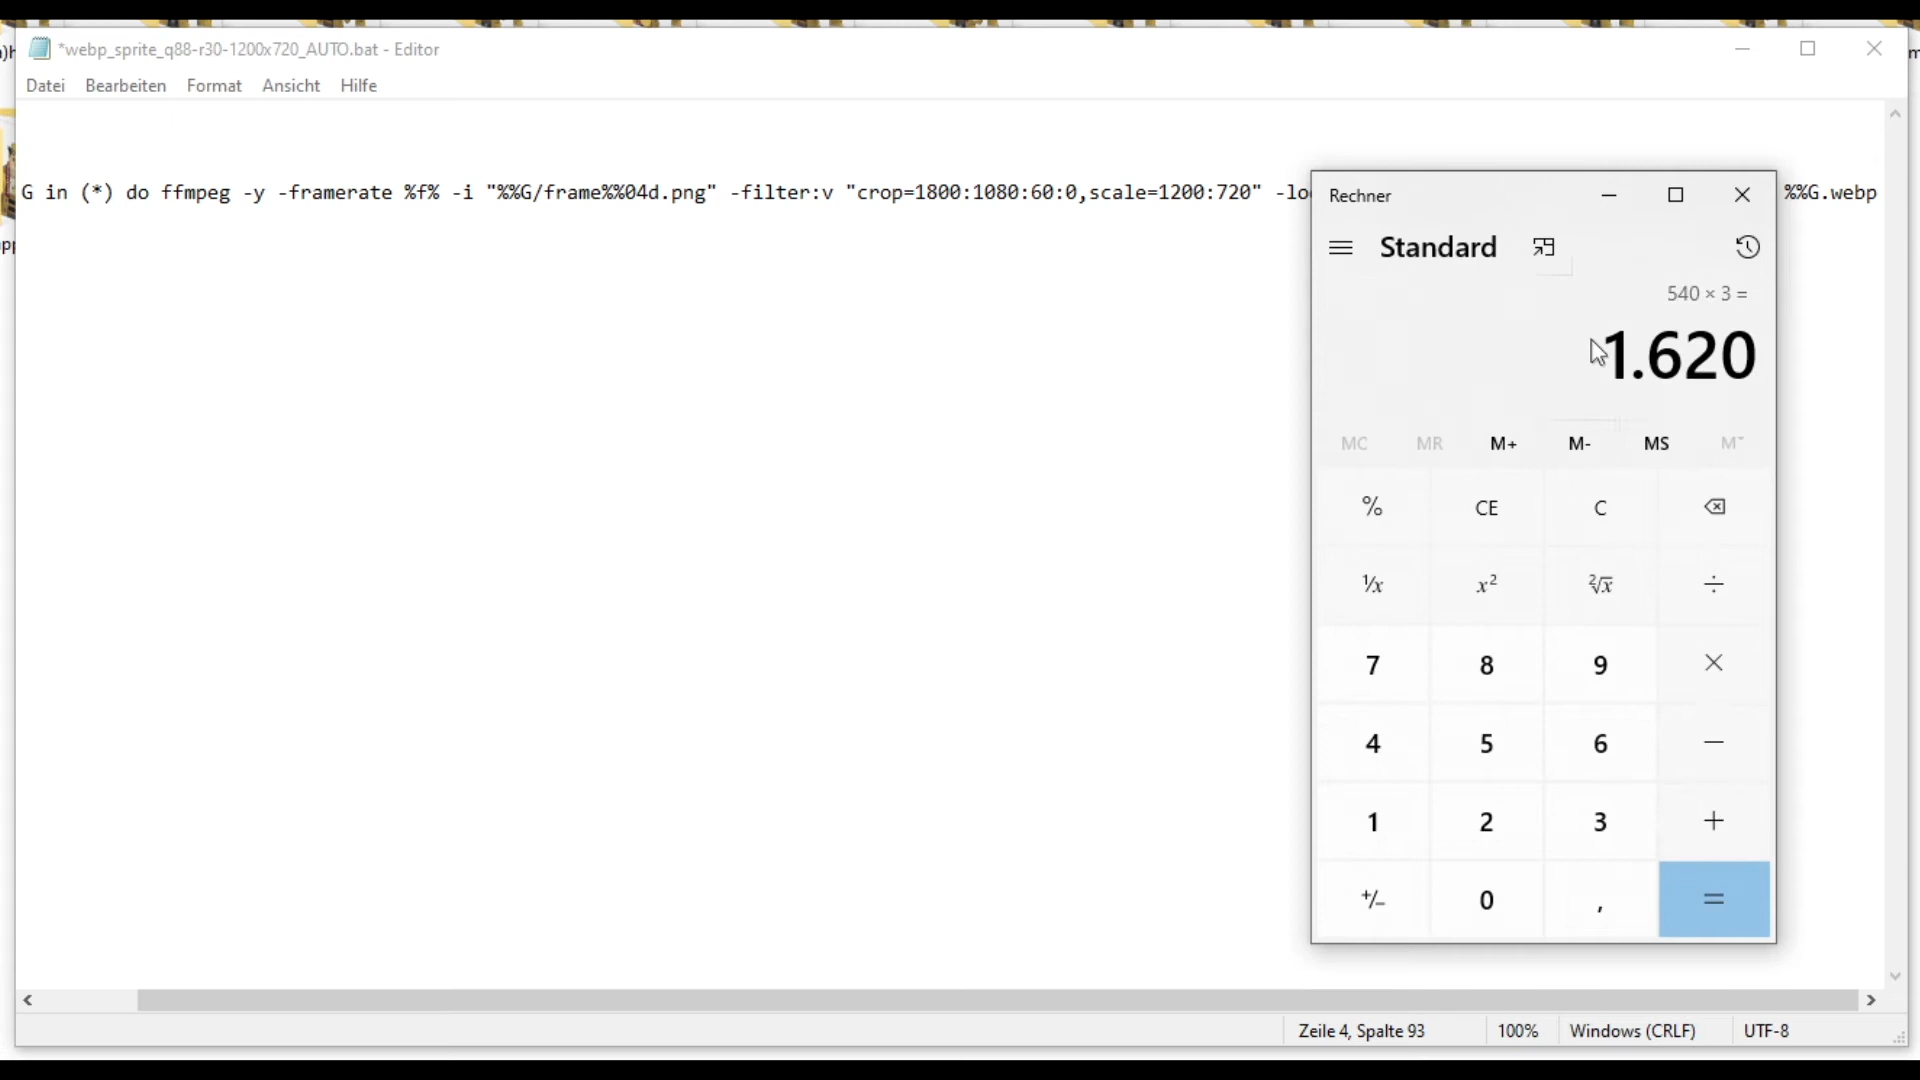 *webp_sprite_q88-r30-1200x720_AUTO.bat - Editor
Datei Bearbeiten Format Ansicht Hilfe
G in (*) do ffmpeg -y -framerate %f% -i "%%G/frame%%04d.png" -filter:v "crop=1800:1080:60:0,scale=1200:720" -lo
%%G.webp
Rechner
Standard
540 × 3 =
1.620
MC MR M+ M- MS M˅
% CE C
¹/x x² ²√x ÷
7 8 9 ×
4 5 6 −
1 2 3 +
+/− 0 , =
Zeile 4, Spalte 93 100% Windows (CRLF) UTF-8